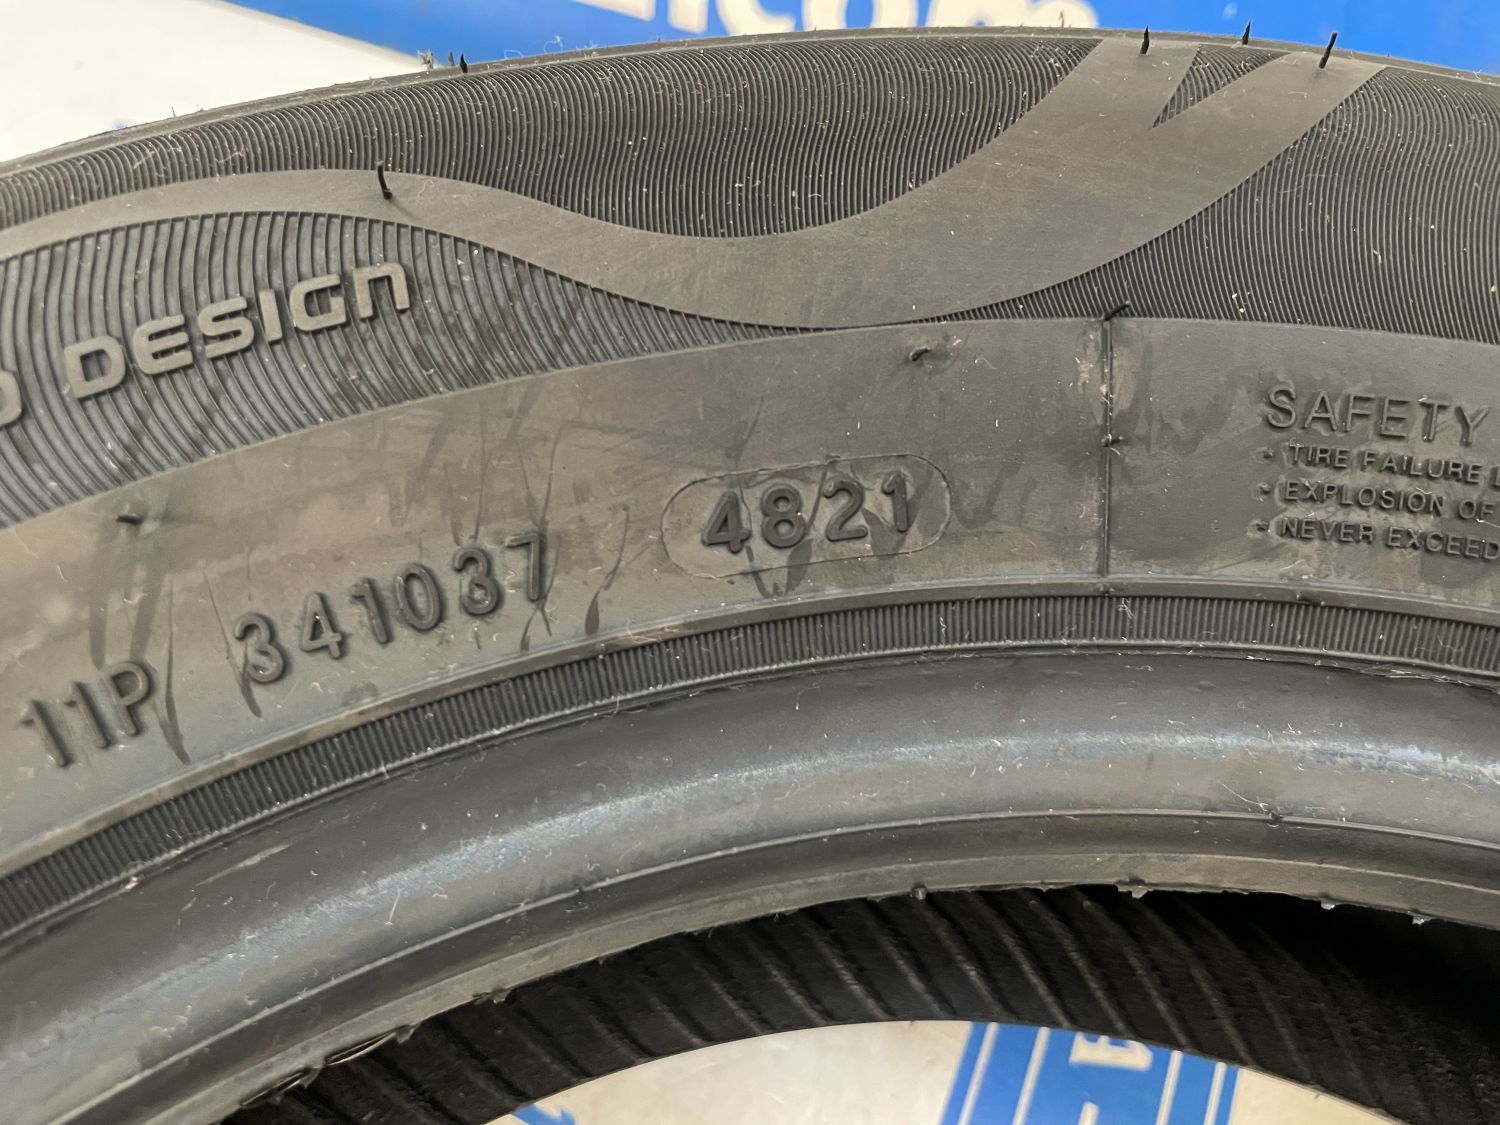 DESIGN
11P 341037 4821
SAFETY
• TIRE FAILURE
• EXPLOSION OF
• NEVER EXCEED